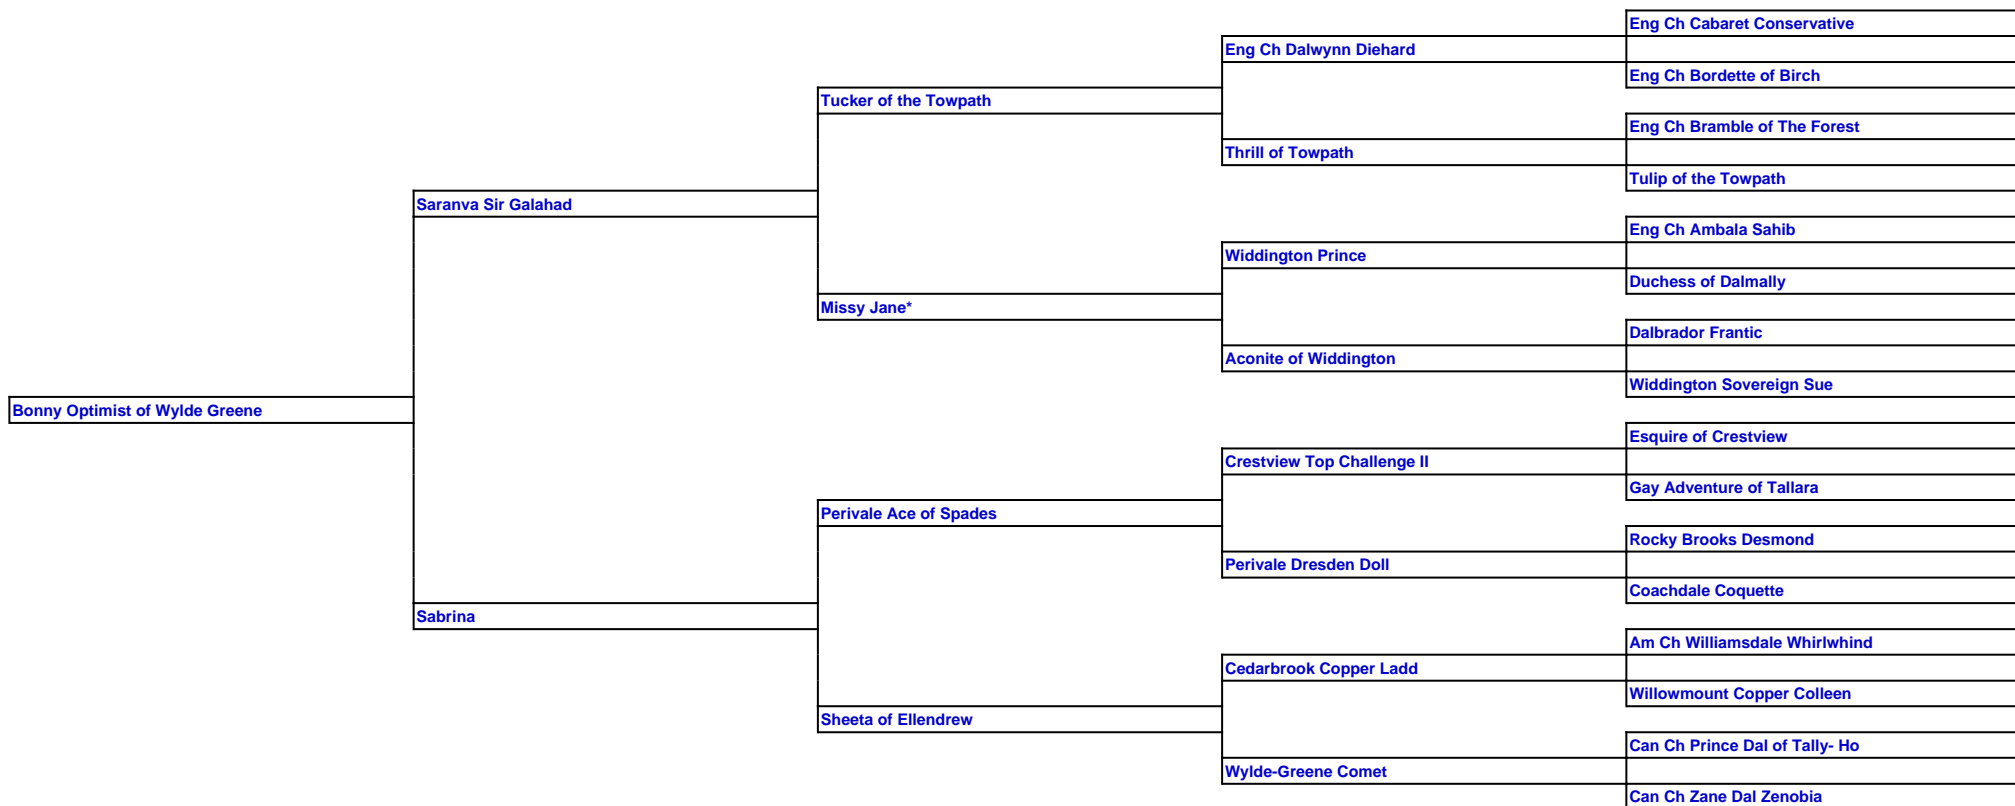 Eng Ch Cabaret Conservative
Eng Ch Dalwynn Diehard
Eng Ch Bordette of Birch
Tucker of the Towpath
Eng Ch Bramble of The Forest
Thrill of Towpath
Tulip of the Towpath
Saranva Sir Galahad
Eng Ch Ambala Sahib
Widdington Prince
Duchess of Dalmally
Missy Jane*
Dalbrador Frantic
Aconite of Widdington
Widdington Sovereign Sue
Bonny Optimist of Wylde Greene
Esquire of Crestview
Crestview Top Challenge II
Gay Adventure of Tallara
Perivale Ace of Spades
Rocky Brooks Desmond
Perivale Dresden Doll
Coachdale Coquette
Sabrina
Am Ch Williamsdale Whirlwhind
Cedarbrook Copper Ladd
Willowmount Copper Colleen
Sheeta of Ellendrew
Can Ch Prince Dal of Tally- Ho
Wylde-Greene Comet
Can Ch Zane Dal Zenobia